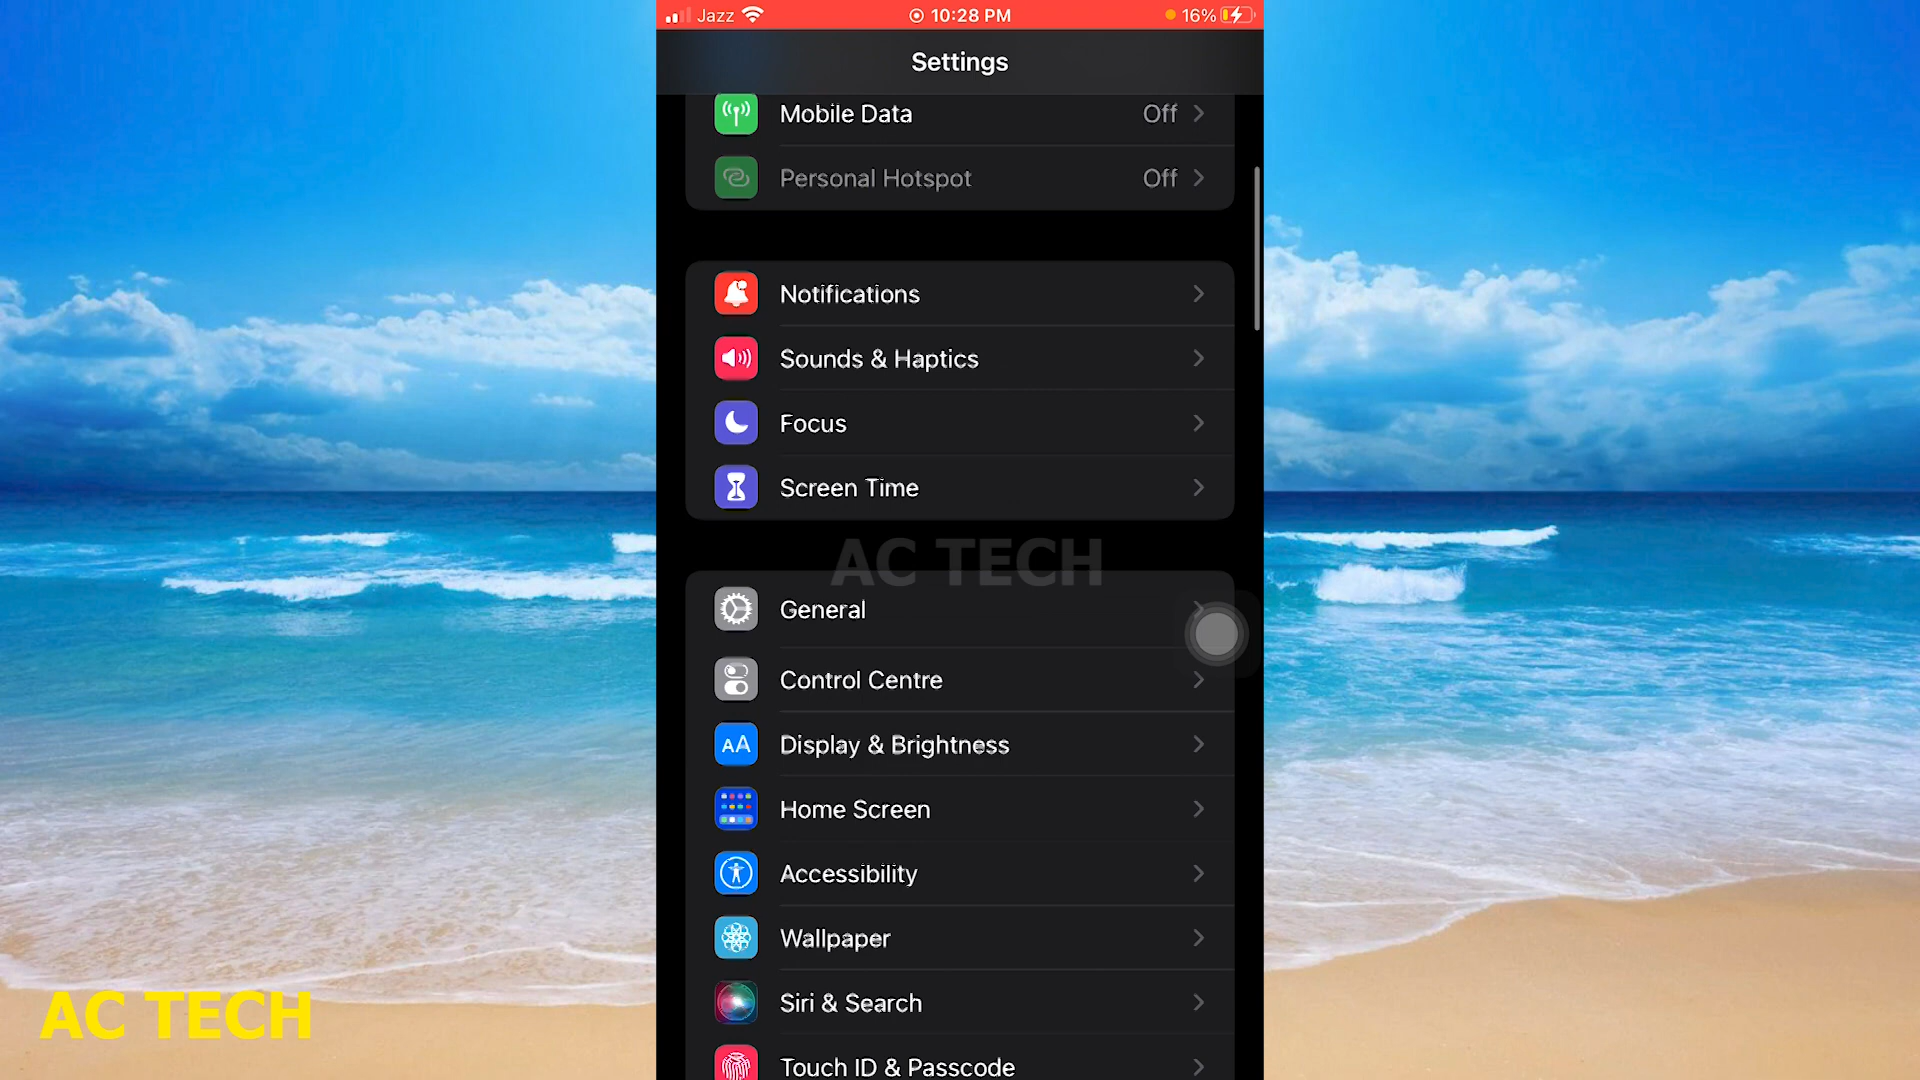 Jazz 10:28 PM 16%
Settings
Mobile Data Off
Personal Hotspot Off
Notifications
Sounds & Haptics
Focus
Screen Time
AC TECH
General
Control Centre
AA Display & Brightness
Home Screen
Accessibility
Wallpaper
Siri & Search
Touch ID & Passcode
AC TECH